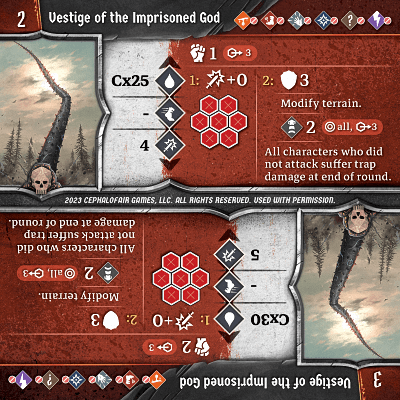 2 Vestige of the Imprisoned God
1 3
Cx25 1: +0 2: 3
-
4
Modify terrain.
2 all, 3
All characters who did
not attack suffer trap
damage at end of round.
2023 CEPHALOFAIR GAMES, LLC. ALL RIGHTS RESERVED. USED WITH PERMISSION.
3 Vestige of the Imprisoned God
2 3
Cx30 1: +0 2: 3
-
5
Modify terrain.
2 all, 3
All characters who did
not attack suffer trap
damage at end of round.